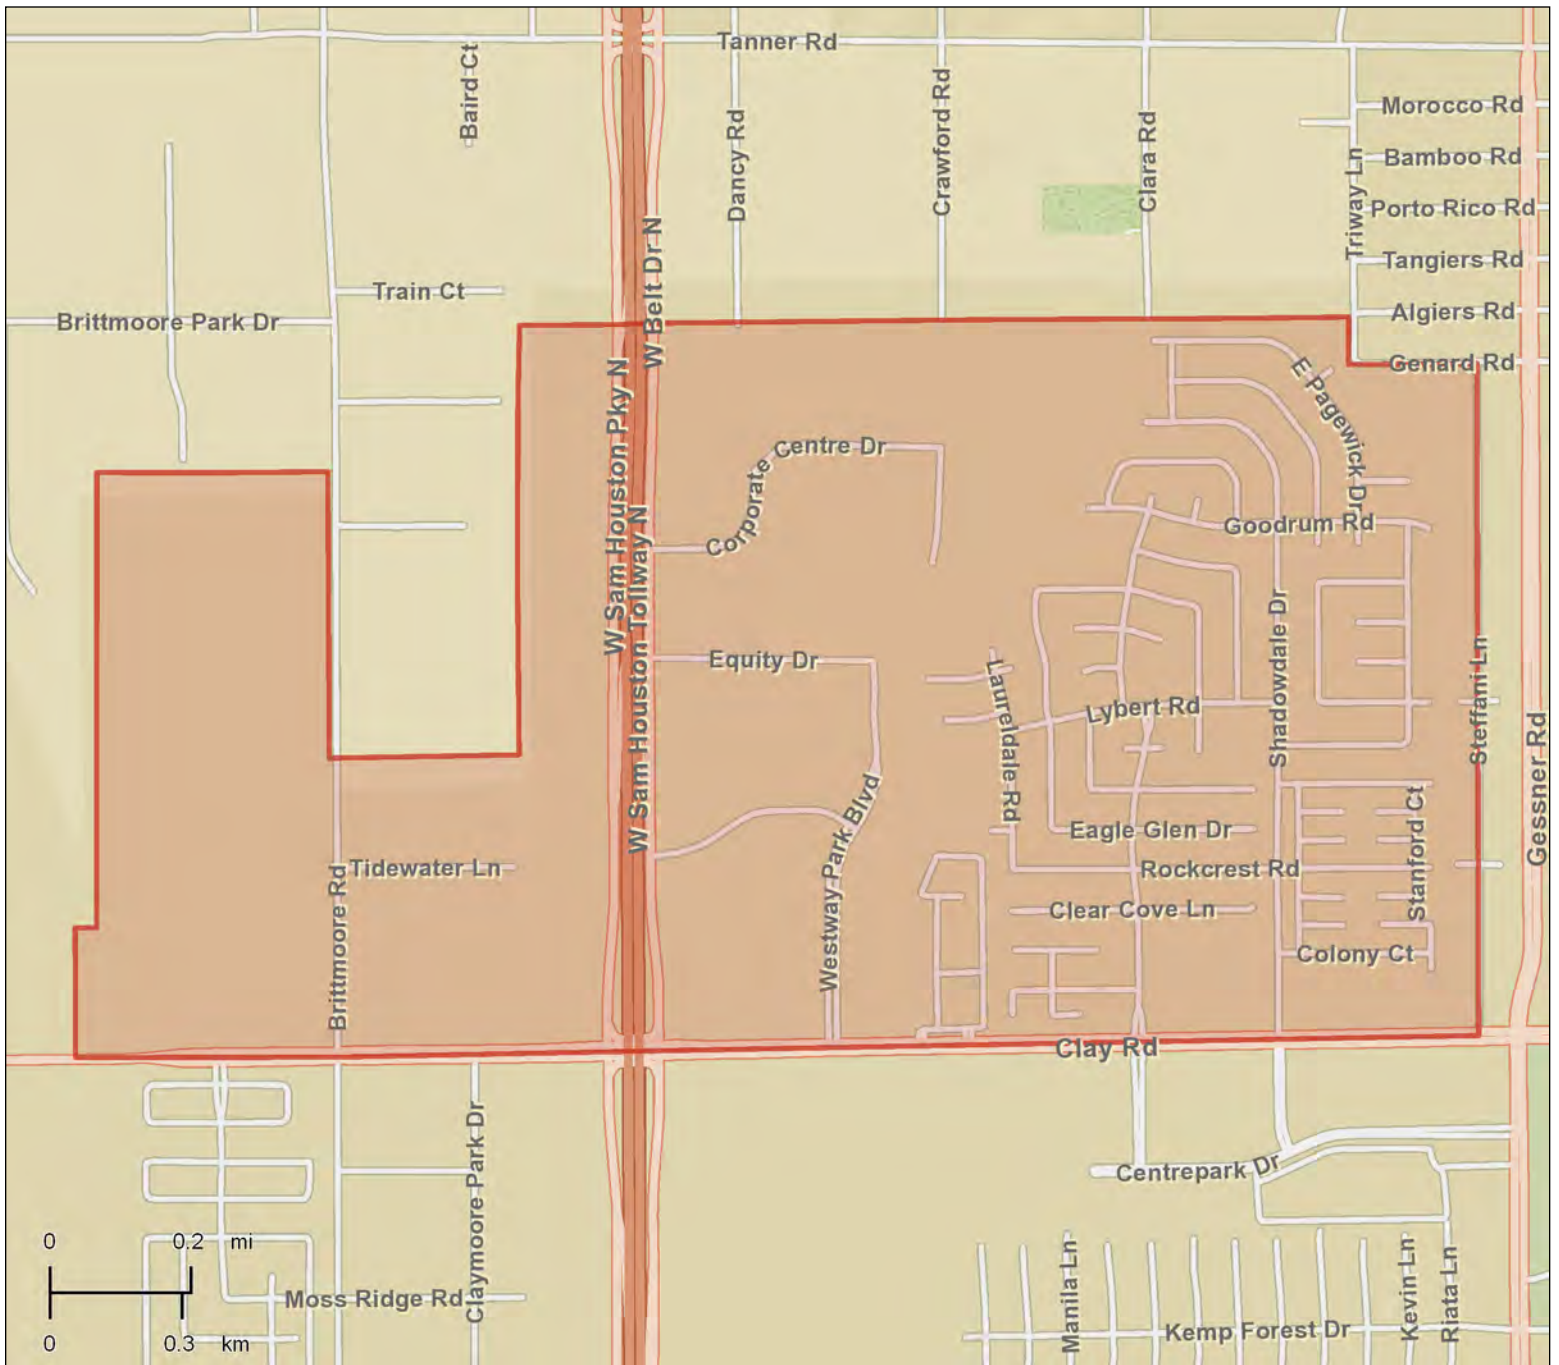 Tanner Rd
Baird Ct
Dancy Rd
Crawford Rd
Clara Rd
Morocco Rd
Bamboo Rd
Triway Ln
Porto Rico Rd
Tangiers Rd
Algiers Rd
Genard Rd
W Belt Dr N
Train Ct
Brittmoore Park Dr
W Sam Houston Pky N
W Sam Houston Tollway N
E Pagewick Dr
Corporate Centre Dr
Goodrum Rd
Equity Dr
Laureldale Rd
Lybert Rd
Shadowdale Dr
Steffani Ln
Gessner Rd
Westway Park Blvd
Eagle Glen Dr
Stanford Ct
Tidewater Ln
Rockcrest Rd
Brittmoore Rd
Clear Cove Ln
Colony Ct
Clay Rd
Claymoore Park Dr
Centrepark Dr
0 0.2 mi
0 0.3 km
Moss Ridge Rd
Manila Ln
Kemp Forest Dr
Kevin Ln
Riata Ln